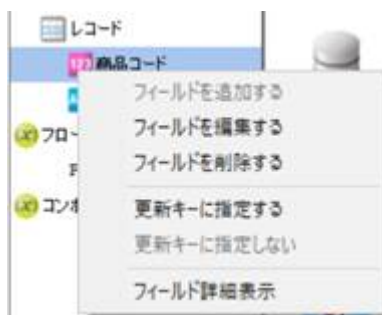 レコード
123 商品コード
フィールドを追加する
フィールドを編集する
(x) フロー
フィールドを削除する
(x) コンポ
更新キーに指定する
更新キーに指定しない
フィールド詳細表示